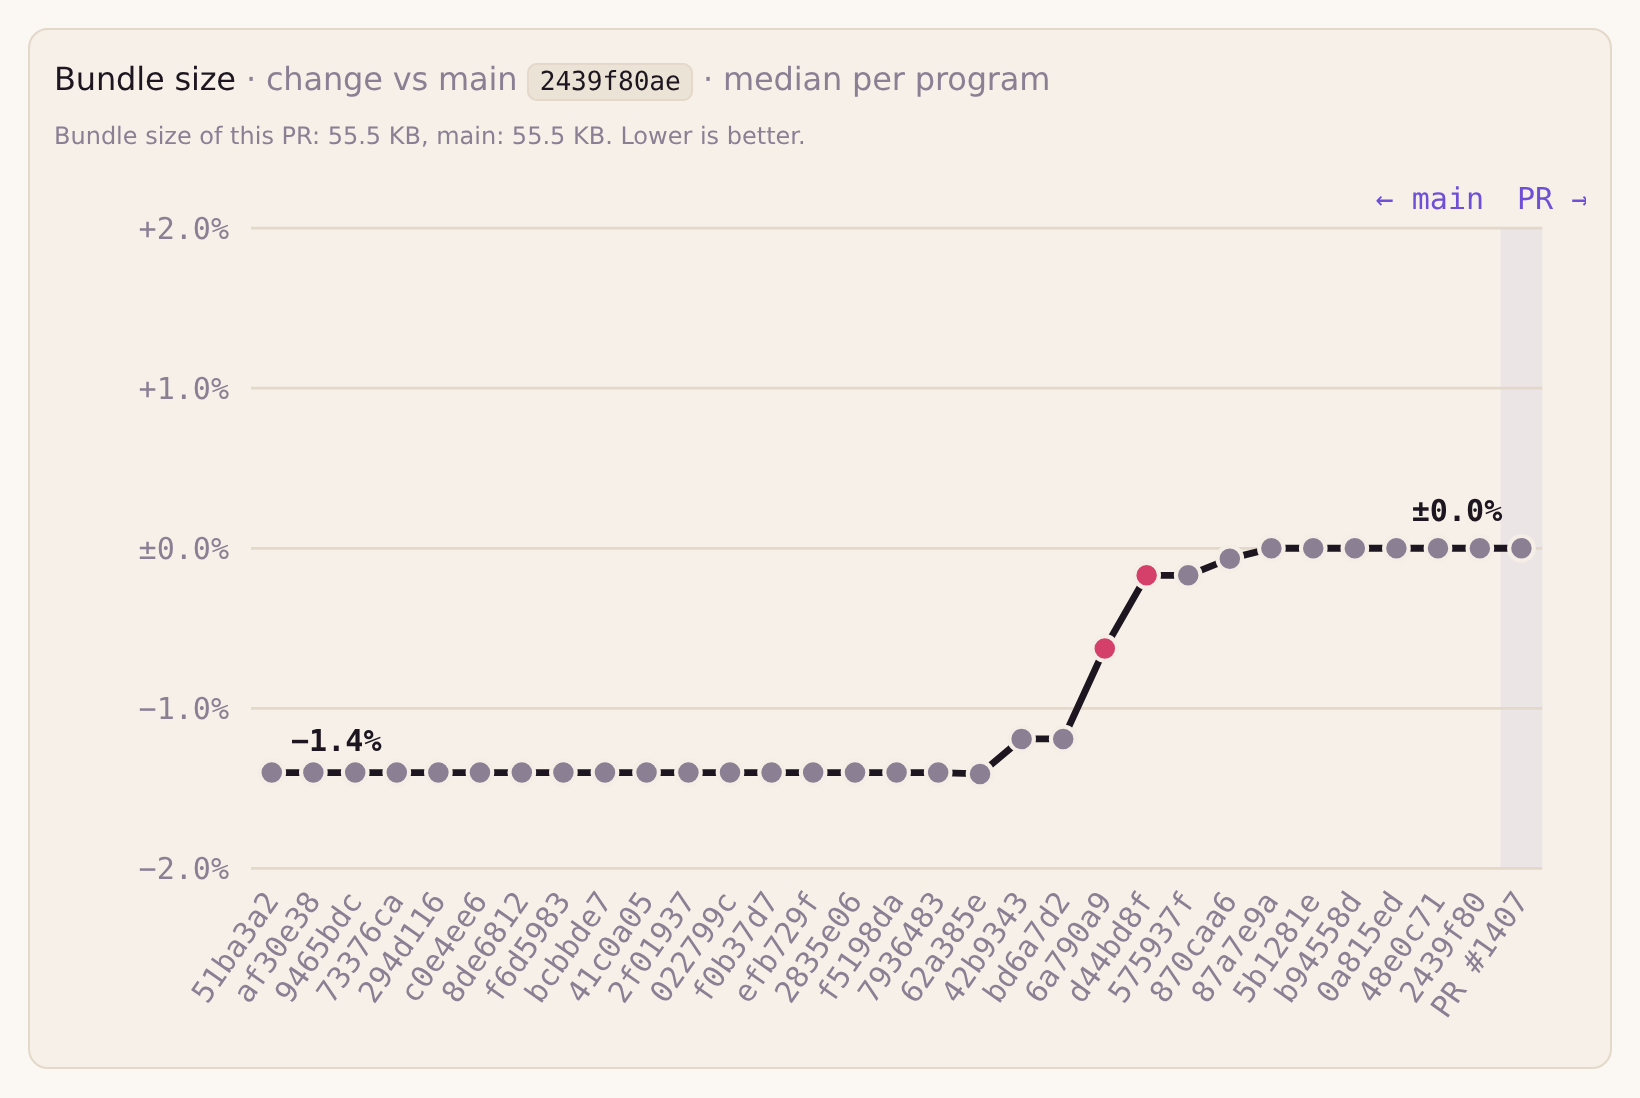 Bundle size · change vs main 2439f80ae · median per program
Bundle size of this PR: 55.5 KB, main: 55.5 KB. Lower is better.
← main PR →
+2.0%
+1.0%
±0.0%
±0.0%
−1.0%
−1.4%
−2.0%
51ba3a2
af30e38
9465bdc
73376ca
294d116
c0e4ee6
8de6812
f6d5983
bcbbde7
41c0a05
2f01937
022799c
f0b37d7
efb729f
2835e06
f5198da
7936483
62a385e
42b9343
bd6a7d2
6a790a9
d44bd8f
575937f
870caa6
87a7e9a
5b1281e
b94558d
0a815ed
48e0c71
2439f80
PR #1407